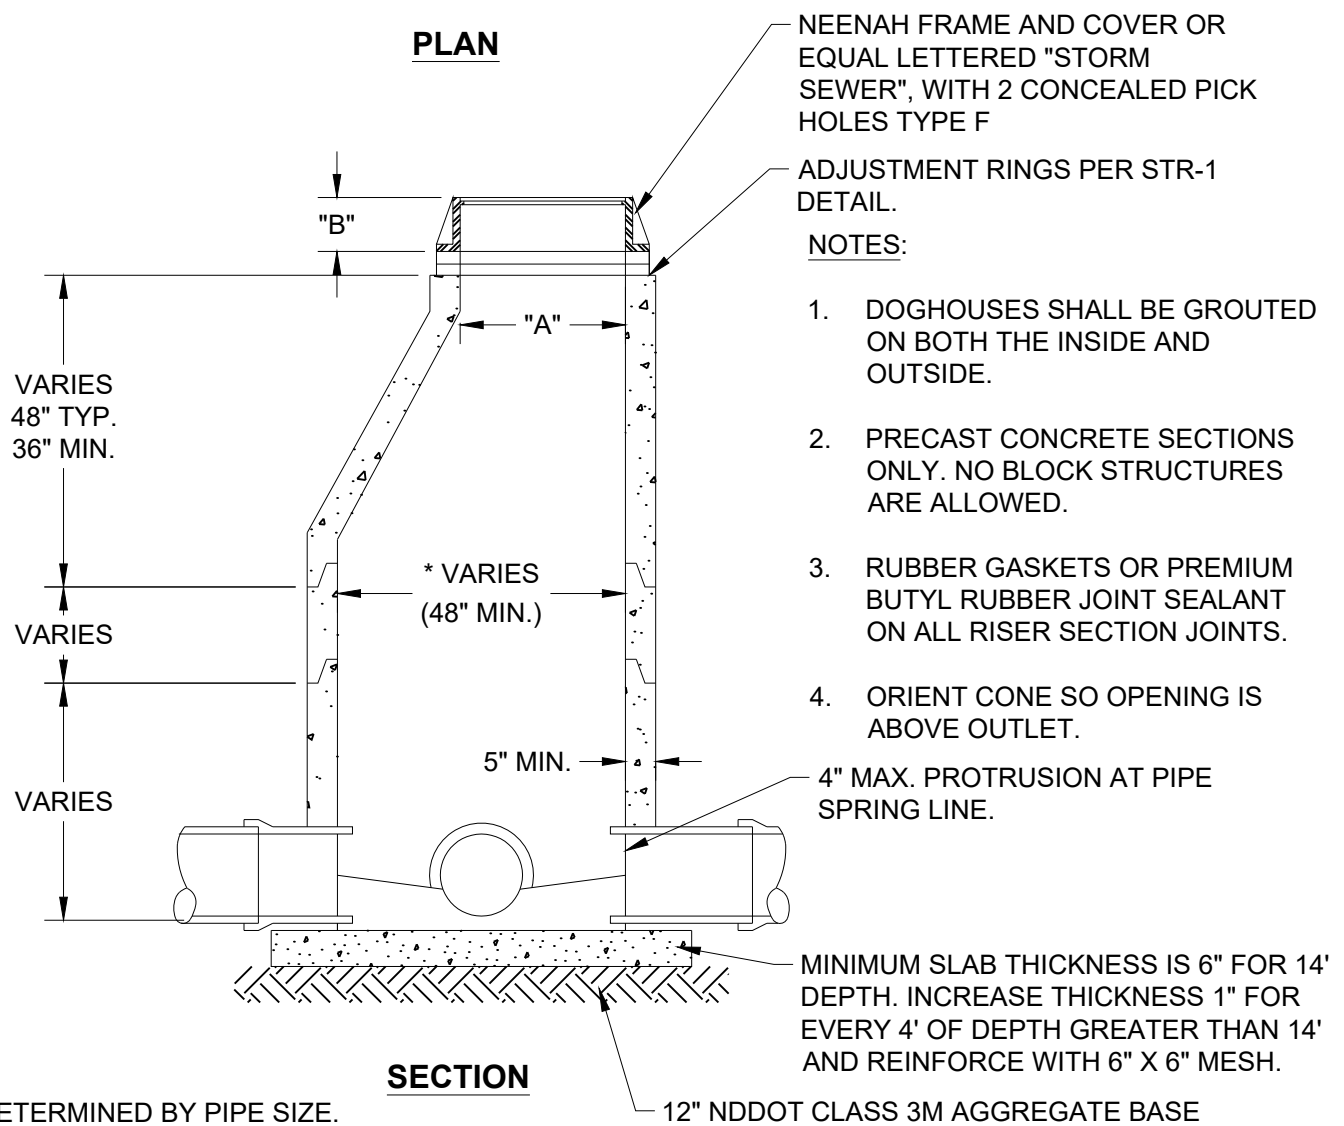 PLAN
NEENAH FRAME AND COVER OR
EQUAL LETTERED "STORM
SEWER", WITH 2 CONCEALED PICK
HOLES TYPE F
ADJUSTMENT RINGS PER STR-1
DETAIL.
"B"
"A"
VARIES
48" TYP.
36" MIN.
* VARIES
(48" MIN.)
VARIES
5" MIN.
VARIES
NOTES:
1. DOGHOUSES SHALL BE GROUTED
ON BOTH THE INSIDE AND
OUTSIDE.
2. PRECAST CONCRETE SECTIONS
ONLY. NO BLOCK STRUCTURES
ARE ALLOWED.
3. RUBBER GASKETS OR PREMIUM
BUTYL RUBBER JOINT SEALANT
ON ALL RISER SECTION JOINTS.
4. ORIENT CONE SO OPENING IS
ABOVE OUTLET.
4" MAX. PROTRUSION AT PIPE
SPRING LINE.
MINIMUM SLAB THICKNESS IS 6" FOR 14'
DEPTH. INCREASE THICKNESS 1" FOR
EVERY 4' OF DEPTH GREATER THAN 14'
AND REINFORCE WITH 6" X 6" MESH.
SECTION
ETERMINED BY PIPE SIZE.
12" NDDOT CLASS 3M AGGREGATE BASE